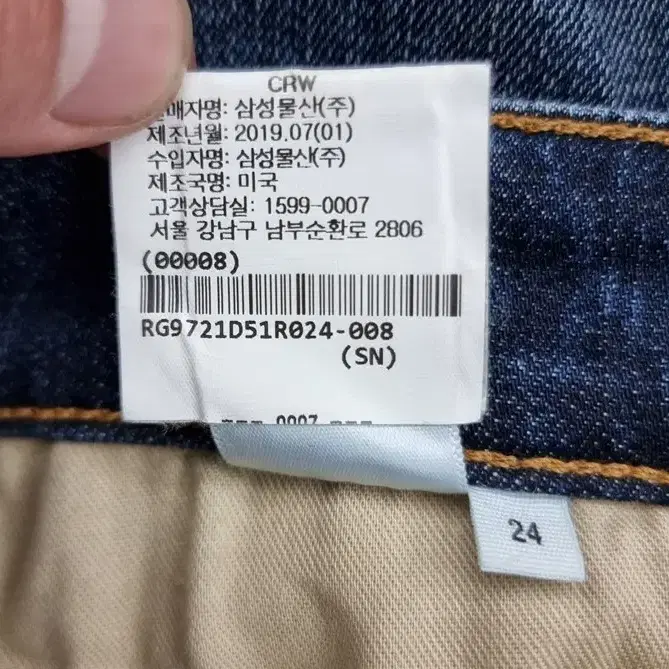 CRW
판매자명: 삼성물산(주)
제조년월: 2019.07(01)
수입자명: 삼성물산(주)
제조국명: 미국
고객상담실: 1599-0007
서울 강남구 남부순환로 2806
(00008)
RG9721D51R024-008
(SN)
24